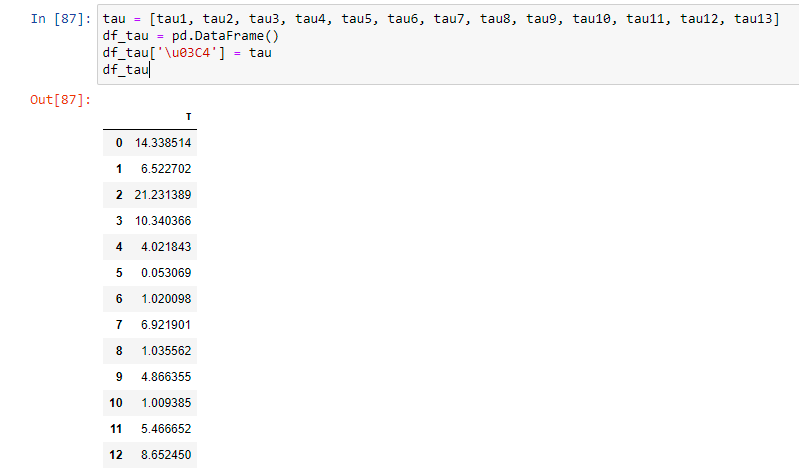 In [87]: tau = [tau1, tau2, tau3, tau4, tau5, tau6, tau7, tau8, tau9, tau10, tau11, tau12, tau13]
df_tau = pd.DataFrame()
df_tau['\u03C4'] = tau
df_tau
Out[87]:
τ
0 14.338514
1 6.522702
2 21.231389
3 10.340366
4 4.021843
5 0.053069
6 1.020098
7 6.921901
8 1.035562
9 4.866355
10 1.009385
11 5.466652
12 8.652450